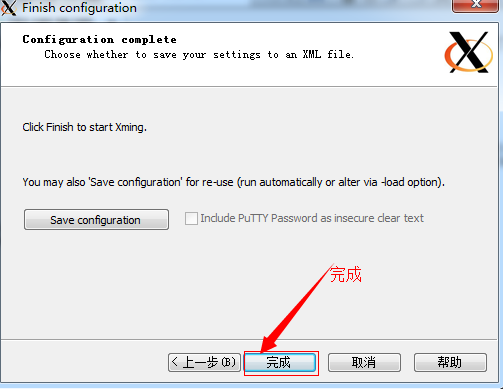 Finish configuration
Configuration complete
Choose whether to save your settings to an XML file.
Click Finish to start Xming.
You may also 'Save configuration' for re-use (run automatically or alter via -load option).
Save configuration
Include PuTTY Password as insecure clear text
完成
< 上一步(B)
完成
取消
帮助